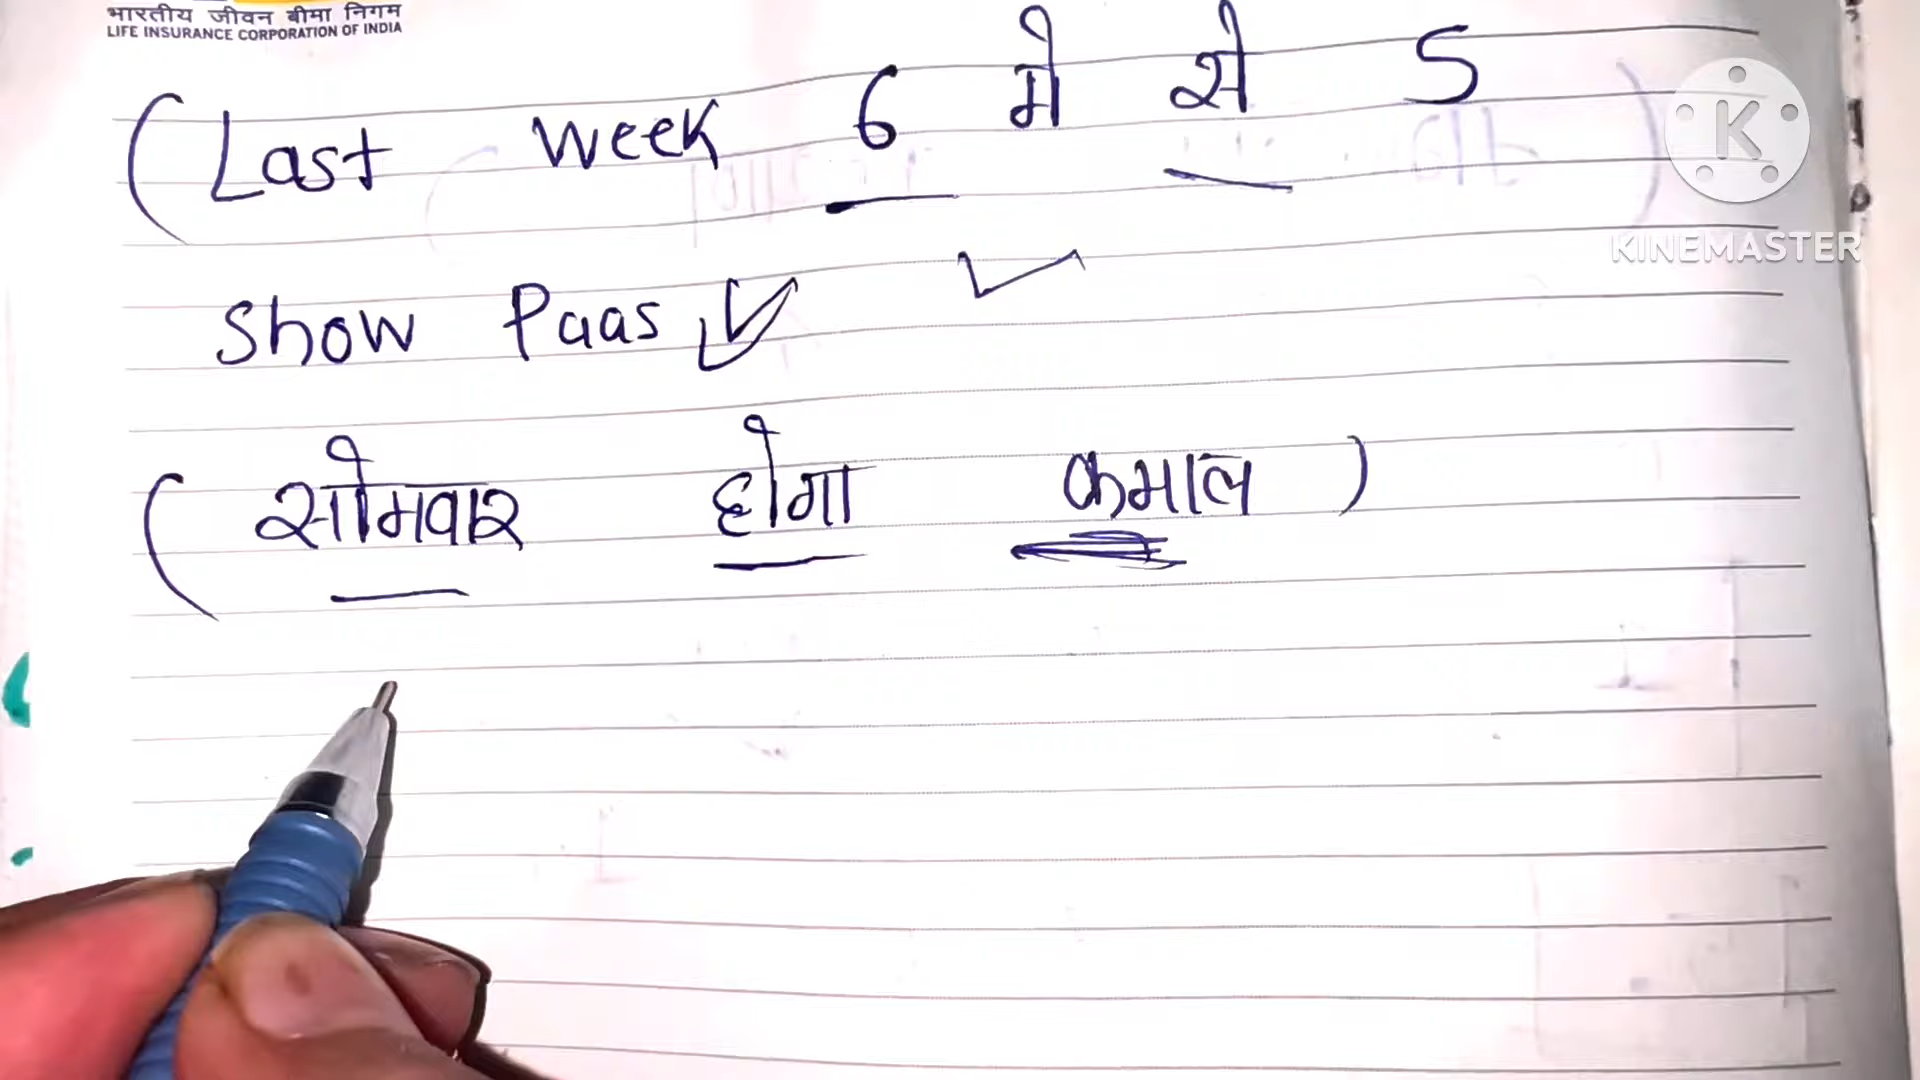 भारतीय जीवन बीमा निगम
LIFE INSURANCE CORPORATION OF INDIA
(Last week 6 मे से 5
KINEMASTER
Show Paas
(सोमवार होगा कमाल)